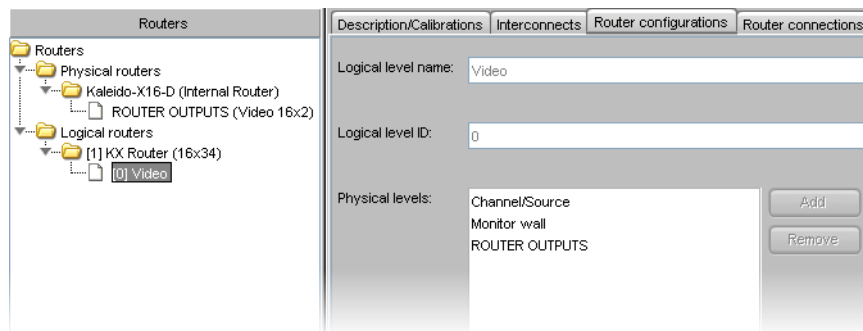 Routers
Routers
Physical routers
Kaleido-X16-D (Internal Router)
ROUTER OUTPUTS (Video 16x2)
Logical routers
[1] KX Router (16x34)
[0] Video
Description/Calibrations Interconnects Router configurations Router connections
Logical level name: Video
Logical level ID: 0
Physical levels: Channel/Source
Monitor wall
ROUTER OUTPUTS
Add
Remove